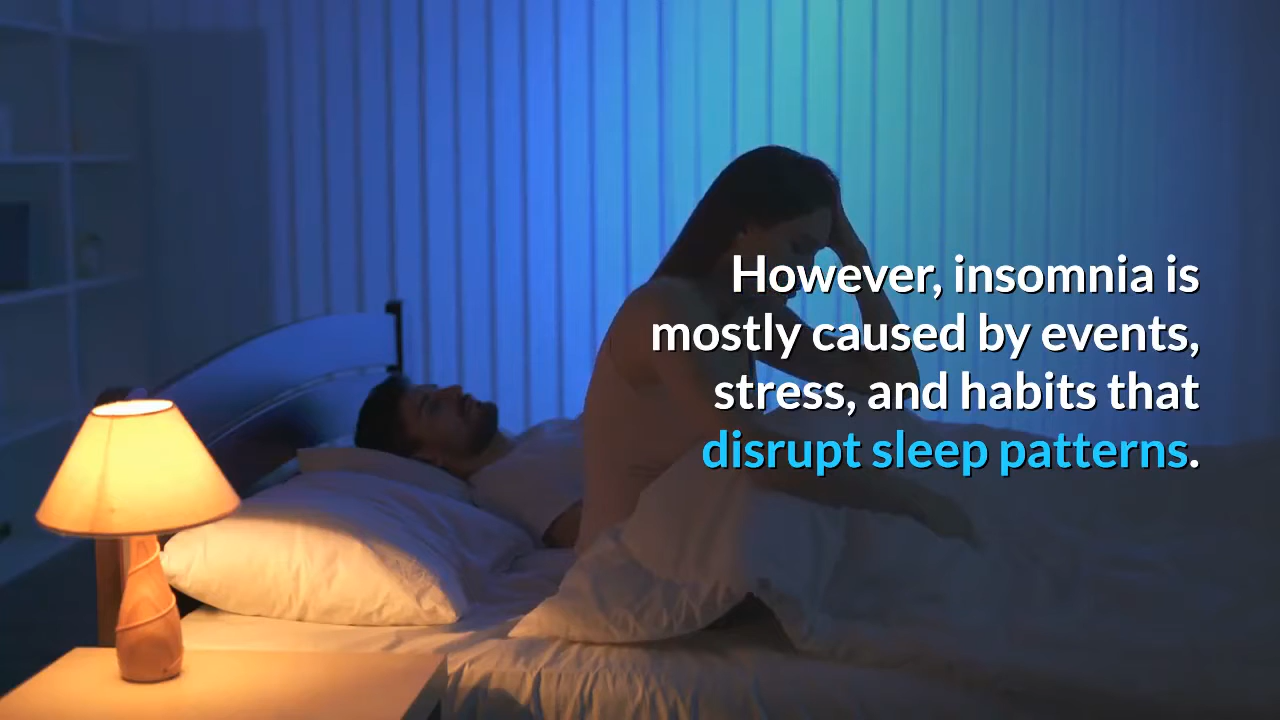 However, insomnia is
mostly caused by events,
stress, and habits that
disrupt sleep patterns.